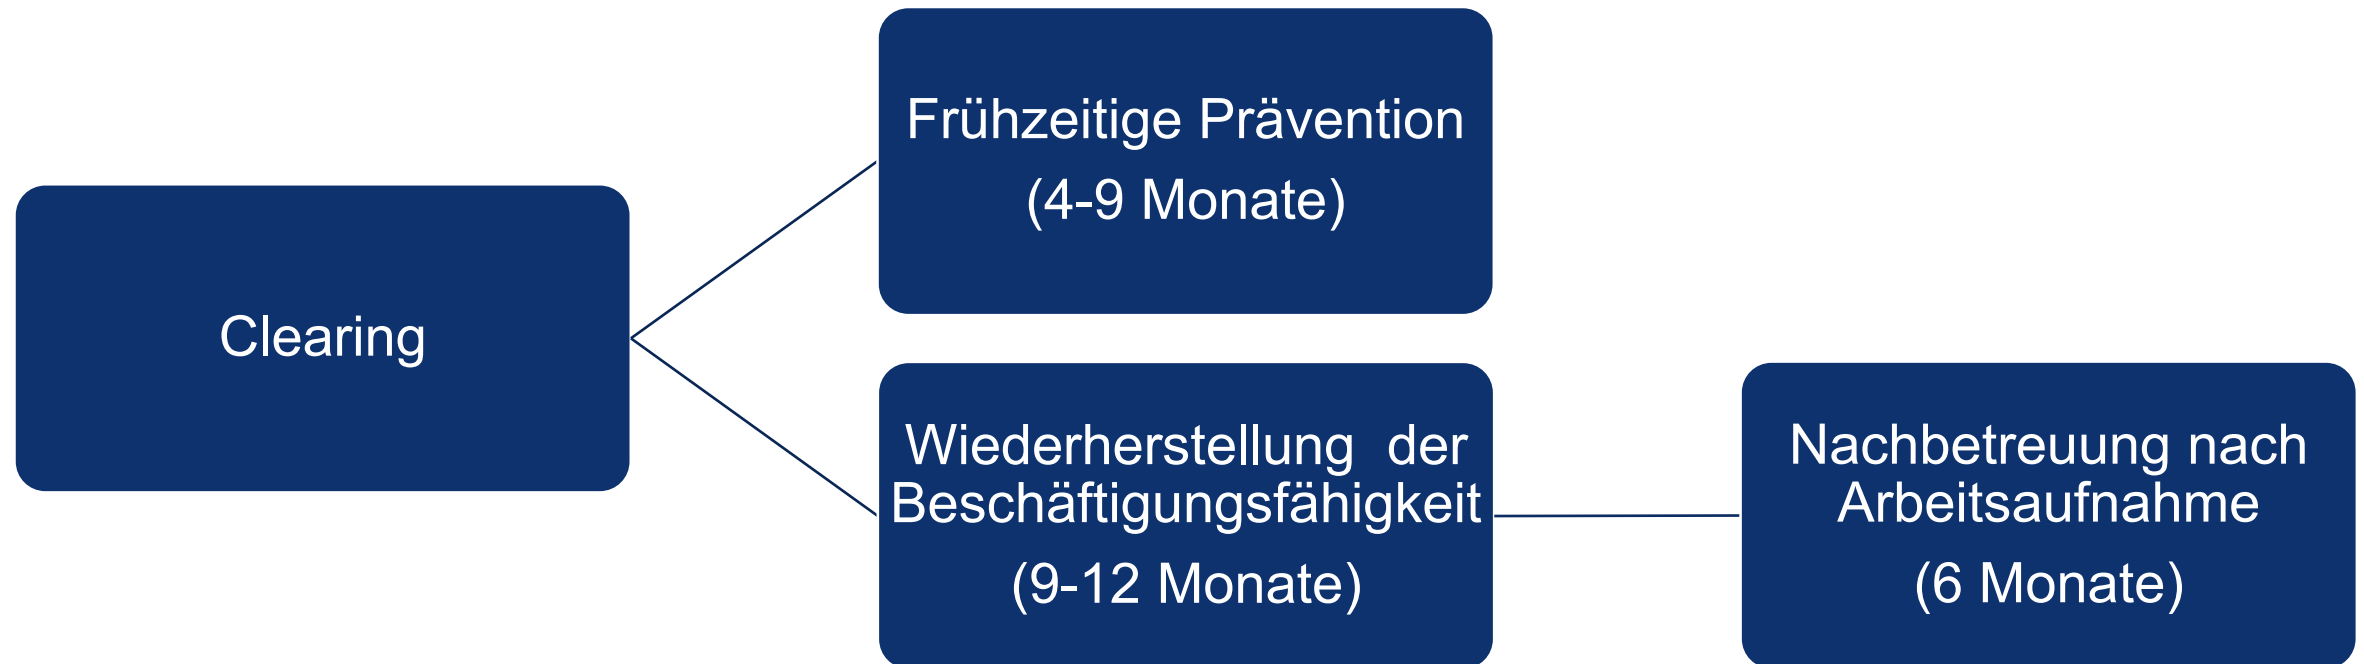 Clearing
Frühzeitige Prävention
(4-9 Monate)
Wiederherstellung der
Beschäftigungsfähigkeit
(9-12 Monate)
Nachbetreuung nach
Arbeitsaufnahme
(6 Monate)